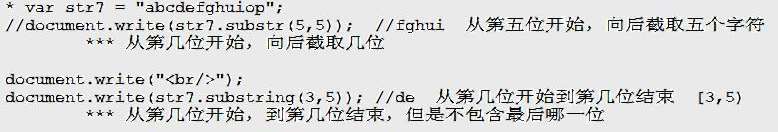 * var str7 = "abcdefghuiop";
//document.write(str7.substr(5,5));  //fghui  从第五位开始，向后截取五个字符
*** 从第几位开始，向后截取几位
document.write("<br/>");
document.write(str7.substring(3,5)); //de  从第几位开始到第几位结束  [3,5)
*** 从第几位开始，到第几位结束，但是不包含最后哪一位